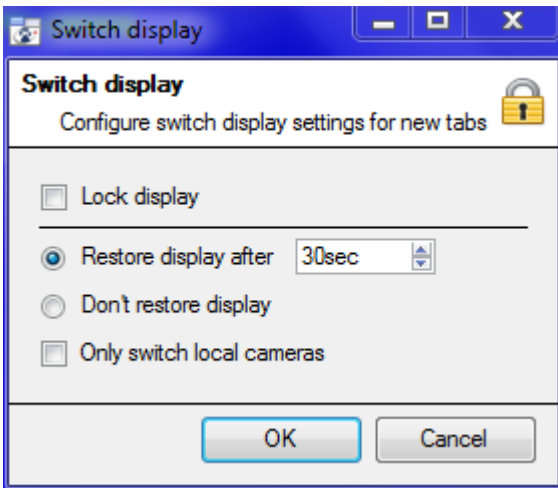 Switch display
Switch display
Configure switch display settings for new tabs
Lock display
Restore display after 30sec
Don't restore display
Only switch local cameras
OK Cancel